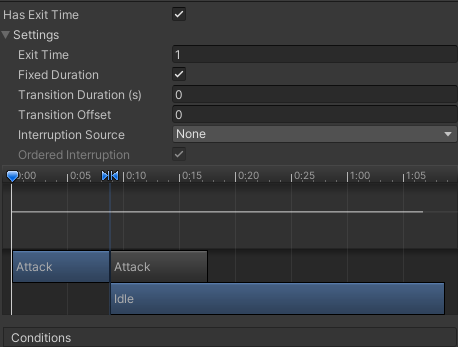 Has Exit Time
Settings
Exit Time 1
Fixed Duration
Transition Duration (s) 0
Transition Offset 0
Interruption Source None
Ordered Interruption
0:00 0:05 0:10 0:15 0:20 0:25 1:00 1:05
Attack Attack
Idle
Conditions